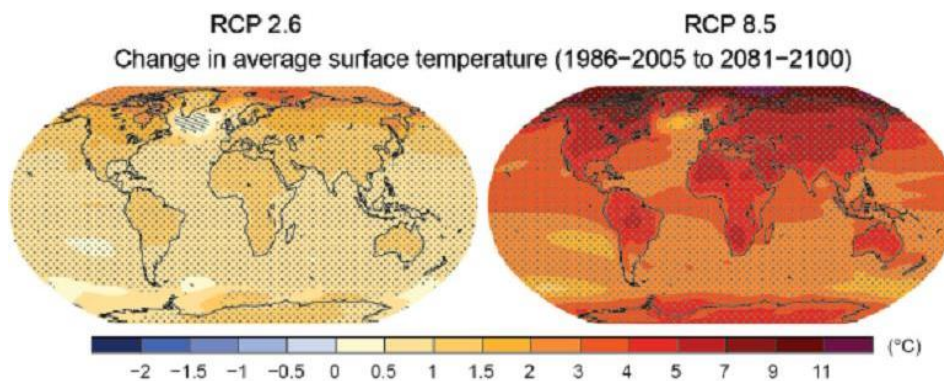 RCP 2.6
RCP 8.5
Change in average surface temperature (1986−2005 to 2081−2100)
−2 −1.5 −1 −0.5 0 0.5 1 1.5 2 3 4 5 7 9 11 (°C)